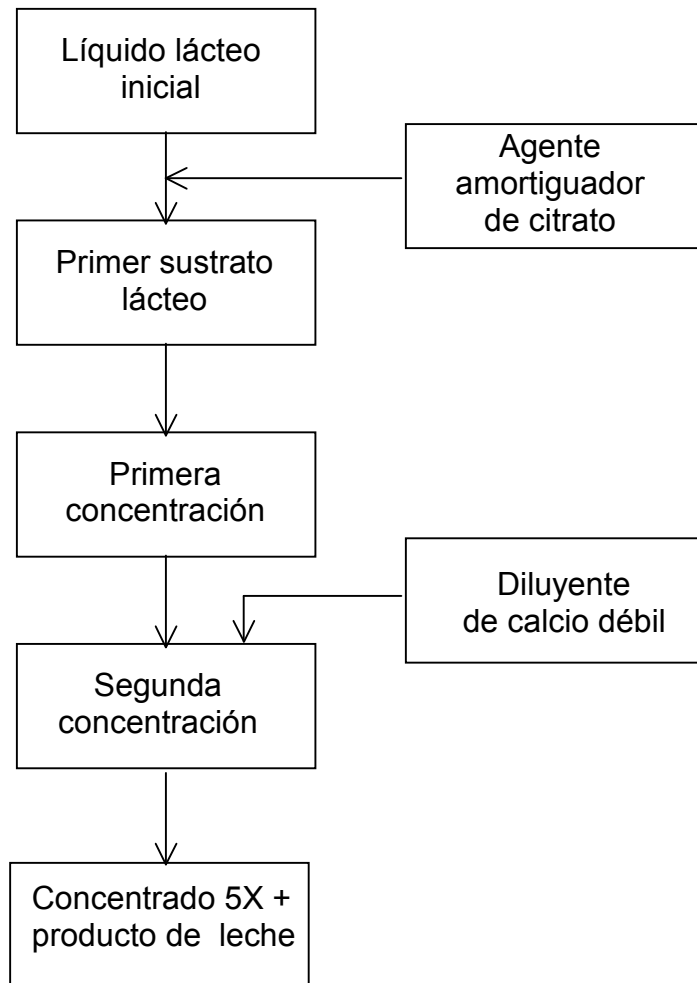 Líquido lácteo
inicial
Agente
amortiguador
de citrato
Primer sustrato
lácteo
Primera
concentración
Diluyente
de calcio débil
Segunda
concentración
Concentrado 5X +
producto de leche